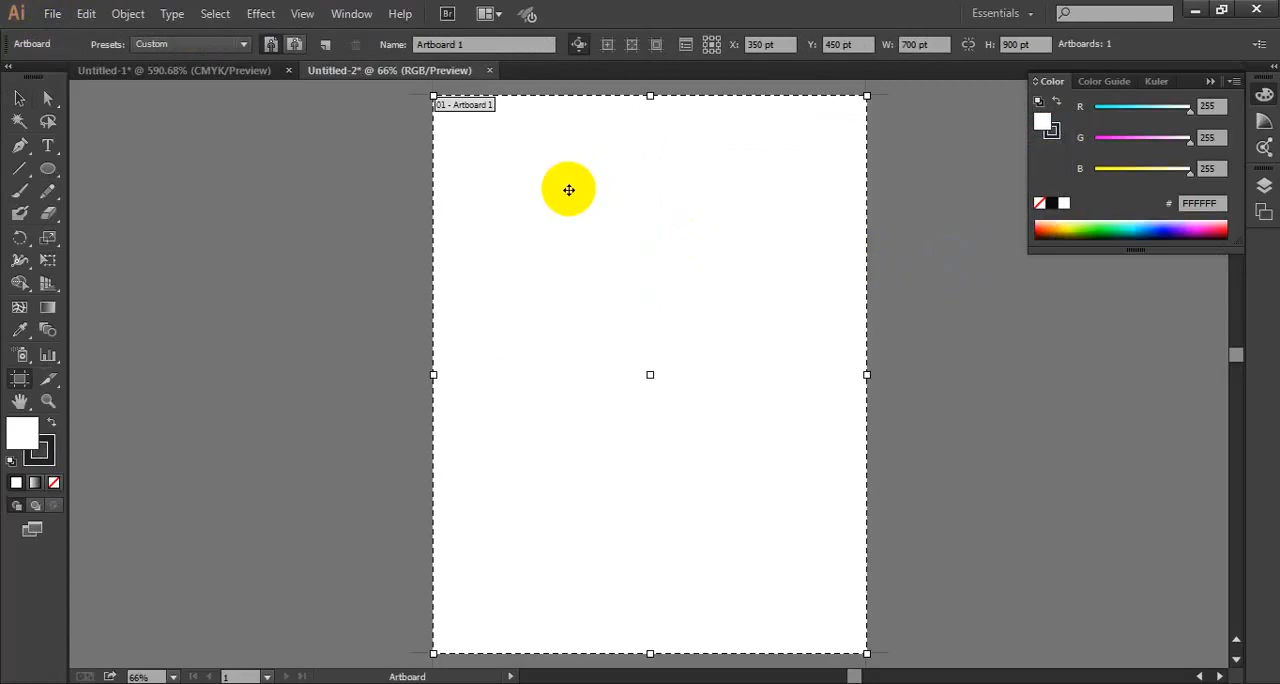 Ai File Edit Object Type Select Effect View Window Help Br Essentials
Artboard Presets: Custom Name: Artboard 1 X: 350 pt Y: 450 pt W: 700 pt H: 900 pt Artboards: 1
Untitled-1* @ 590.68% (CMYK/Preview) × Untitled-2* @ 66% (RGB/Preview) ×
Color Color Guide Kuler
01 - Artboard 1
R 255
G 255
B 255
# FFFFFF
66% 1 Artboard